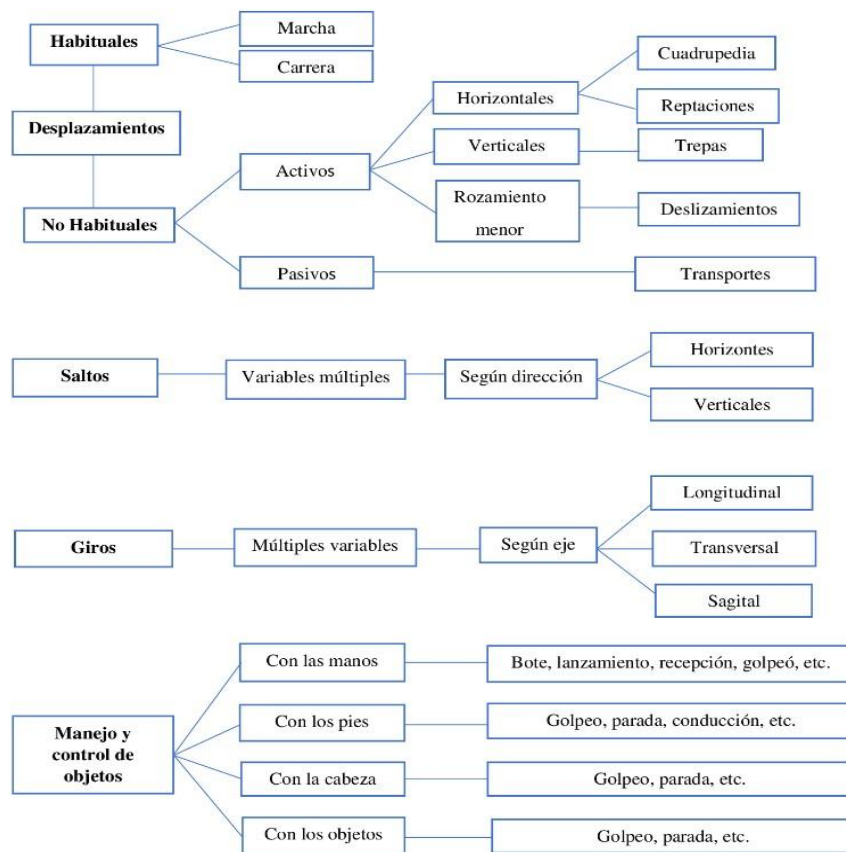 Habituales
Marcha
Carrera
Desplazamientos
No Habituales
Activos
Pasivos
Horizontales
Verticales
Rozamiento
menor
Cuadrupedia
Reptaciones
Trepas
Deslizamientos
Transportes
Saltos
Variables múltiples
Según dirección
Horizontes
Verticales
Giros
Múltiples variables
Según eje
Longitudinal
Transversal
Sagital
Manejo y
control de
objetos
Con las manos
Bote, lanzamiento, recepción, golpeó, etc.
Con los pies
Golpeo, parada, conducción, etc.
Con la cabeza
Golpeo, parada, etc.
Con los objetos
Golpeo, parada, etc.